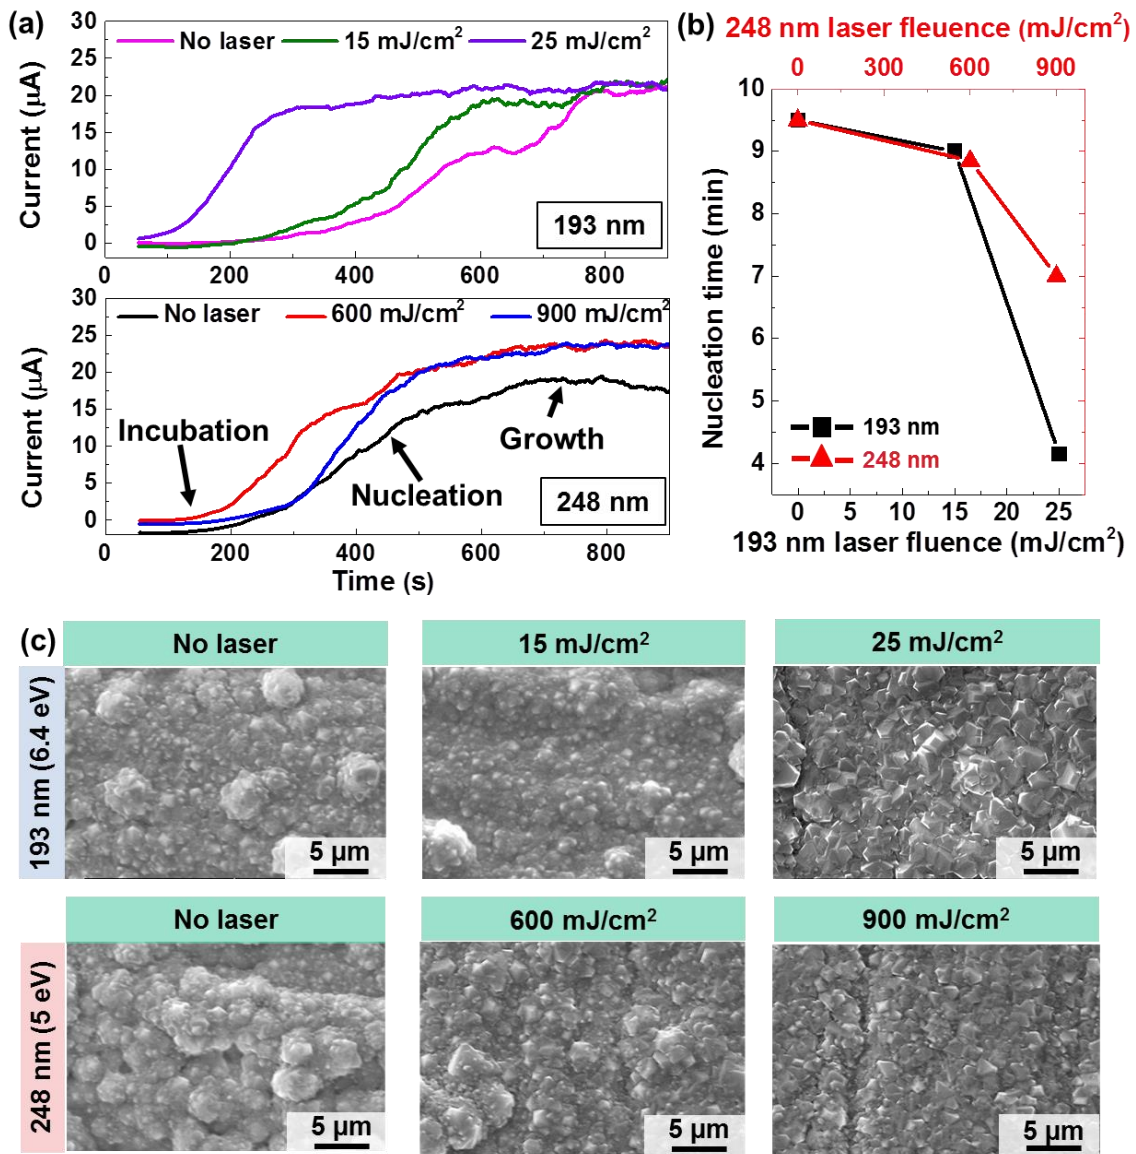 (a)
No laser 15 mJ/cm² 25 mJ/cm²
30
25
20
15
10
5
0
Current (μA)
193 nm
0 200 400 600 800
No laser 600 mJ/cm² 900 mJ/cm²
30
25
20
15
10
5
0
Current (μA)
Incubation
Nucleation
Growth
248 nm
0 200 400 600 800
Time (s)
(b)
248 nm laser fleuence (mJ/cm²)
0 300 600 900
10
9
8
7
6
5
4
Nucleation time (min)
193 nm
248 nm
0 5 10 15 20 25
193 nm laser fluence (mJ/cm²)
(c)
No laser 15 mJ/cm² 25 mJ/cm²
193 nm (6.4 eV)
5 μm 5 μm 5 μm
No laser 600 mJ/cm² 900 mJ/cm²
248 nm (5 eV)
5 μm 5 μm 5 μm